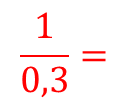 1/0,3 =